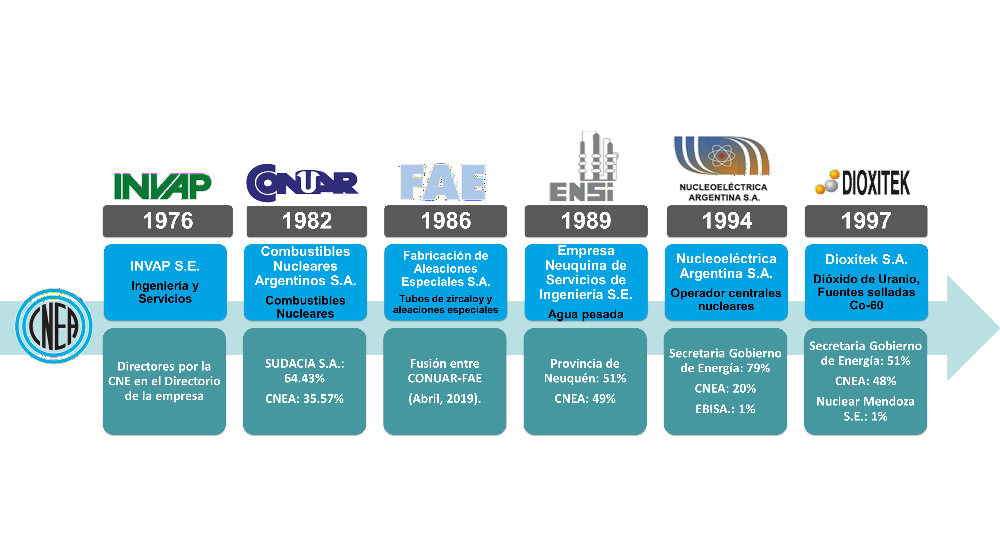 CNEA
INVAP
1976
INVAP S.E.
Ingeniería y
Servicios
Directores por la
CNE en el Directorio
de la empresa
CONUAR
1982
Combustibles
Nucleares
Argentinos S.A.
Combustibles
Nucleares
SUDACIA S.A.:
64.43%
CNEA: 35.57%
FAE
1986
Fabricación de
Aleaciones
Especiales S.A.
Tubos de zircaloy y
aleaciones especiales
Fusión entre
CONUAR-FAE
(Abril, 2019).
ENSi
1989
Empresa
Neuquina de
Servicios de
Ingeniería S.E.
Agua pesada
Provincia de
Neuquén: 51%
CNEA: 49%
NUCLEOELÉCTRICA
ARGENTINA S.A.
1994
Nucleoeléctrica
Argentina S.A.
Operador centrales
nucleares
Secretaria Gobierno
de Energía: 79%
CNEA: 20%
EBISA.: 1%
DIOXITEK
1997
Dioxitek S.A.
Dióxido de Uranio,
Fuentes selladas
Co-60
Secretaria Gobierno
de Energía: 51%
CNEA: 48%
Nuclear Mendoza
S.E.: 1%